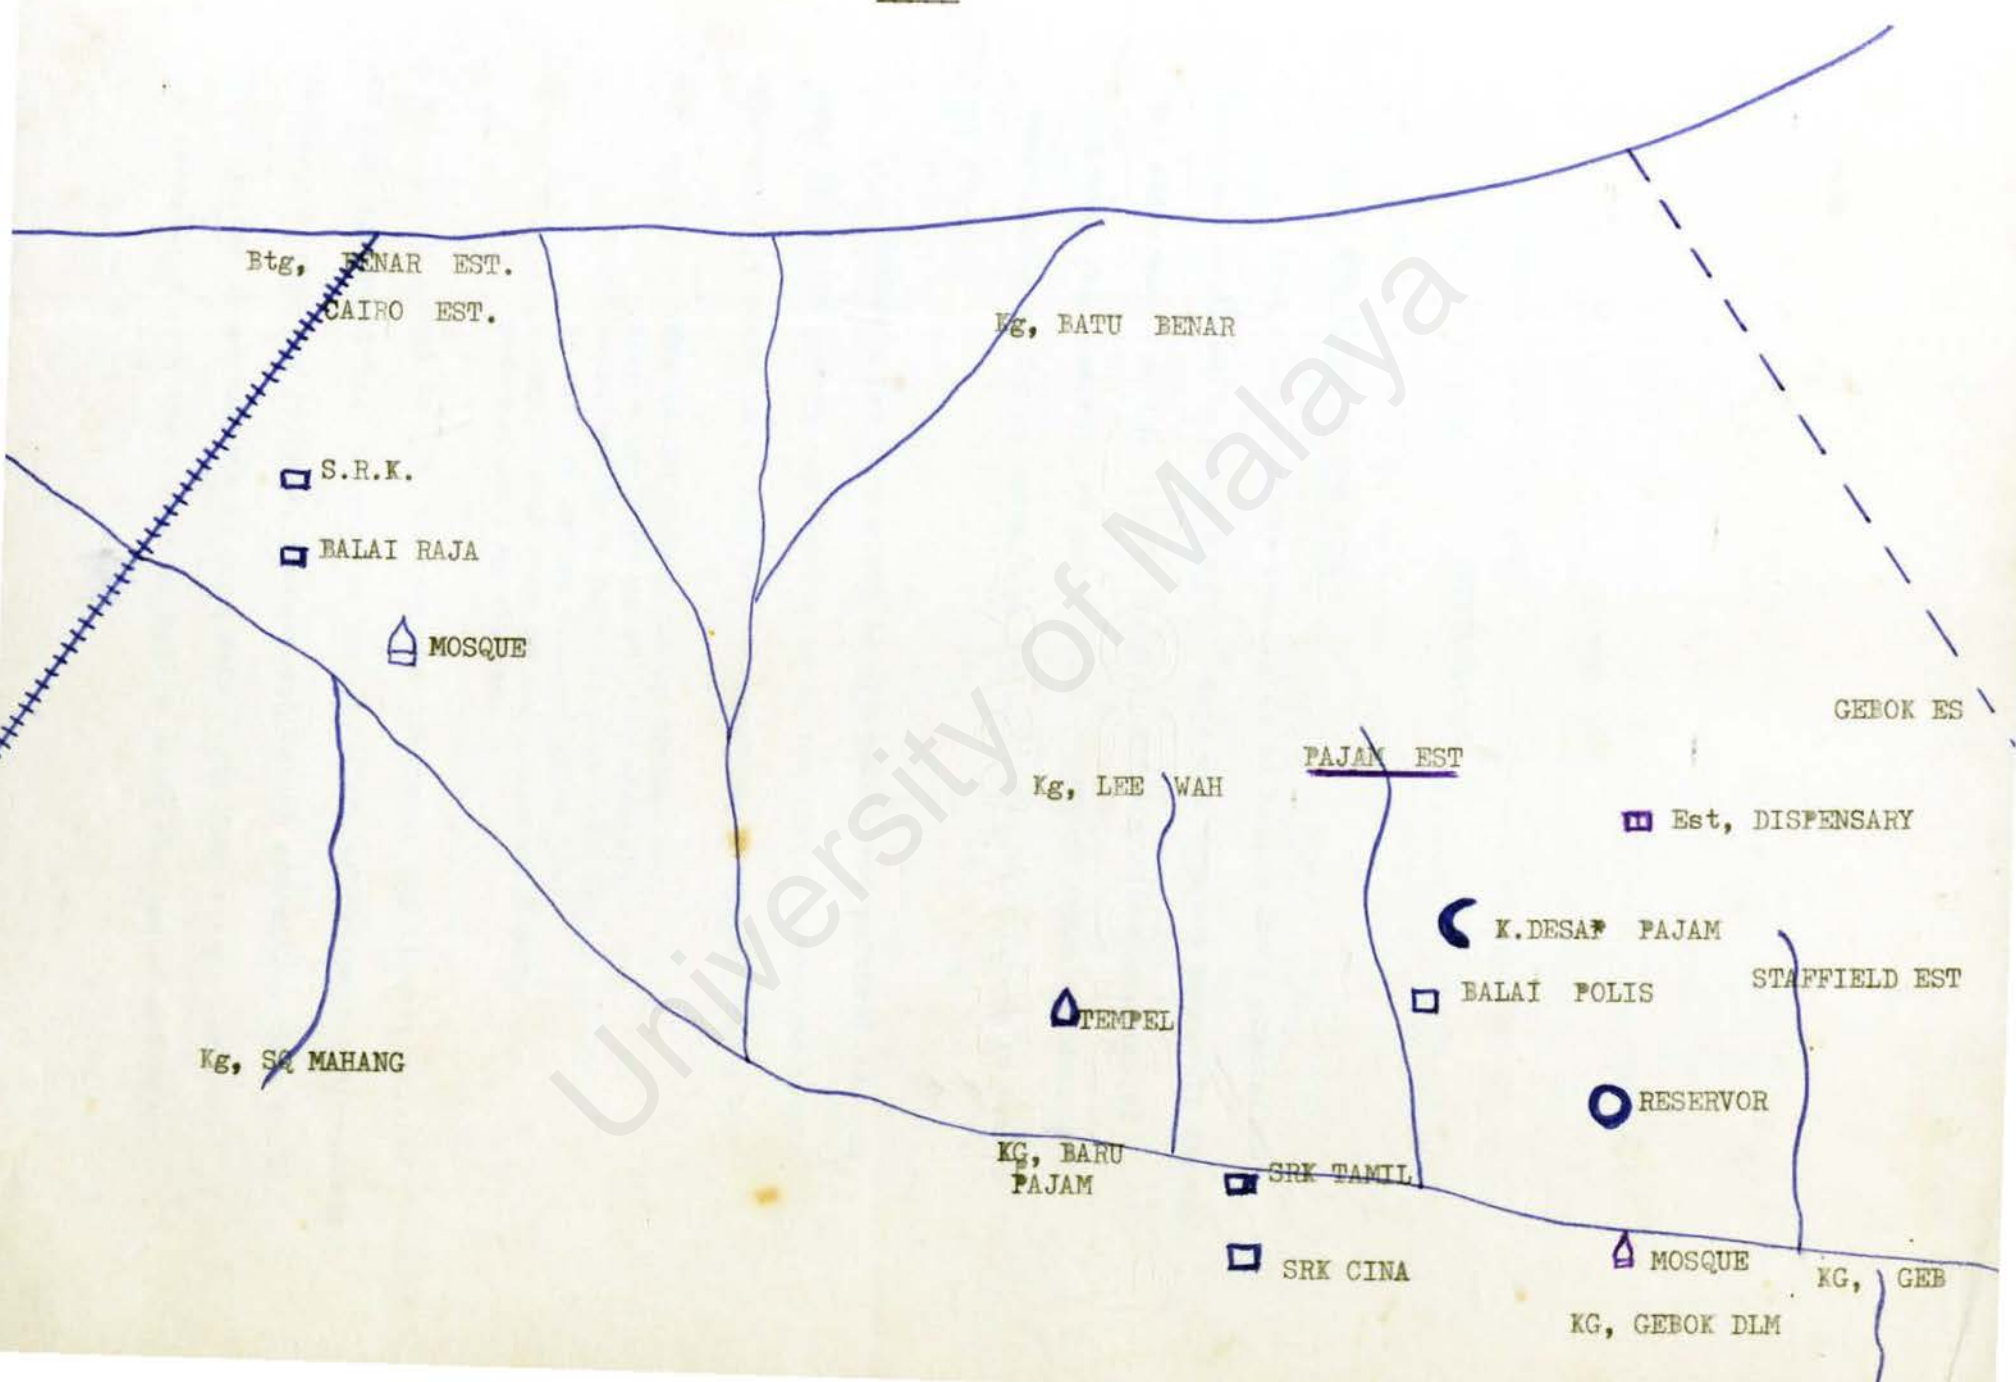 Btg, BENAR EST.
CAIRO EST.
Kg, BATU BENAR
S.R.K.
BALAI RAJA
MOSQUE
GEBOK ES
PAJAM EST
Kg, LEE WAH
Est, DISPENSARY
K.DESAP PAJAM
STAFFIELD EST
BALAI POLIS
TEMPEL
Kg, SQ MAHANG
RESERVOR
KG, BARU
PAJAM
SRK TAMIL
SRK CINA
MOSQUE
KG, GEB
KG, GEBOK DLM
University of Malaya